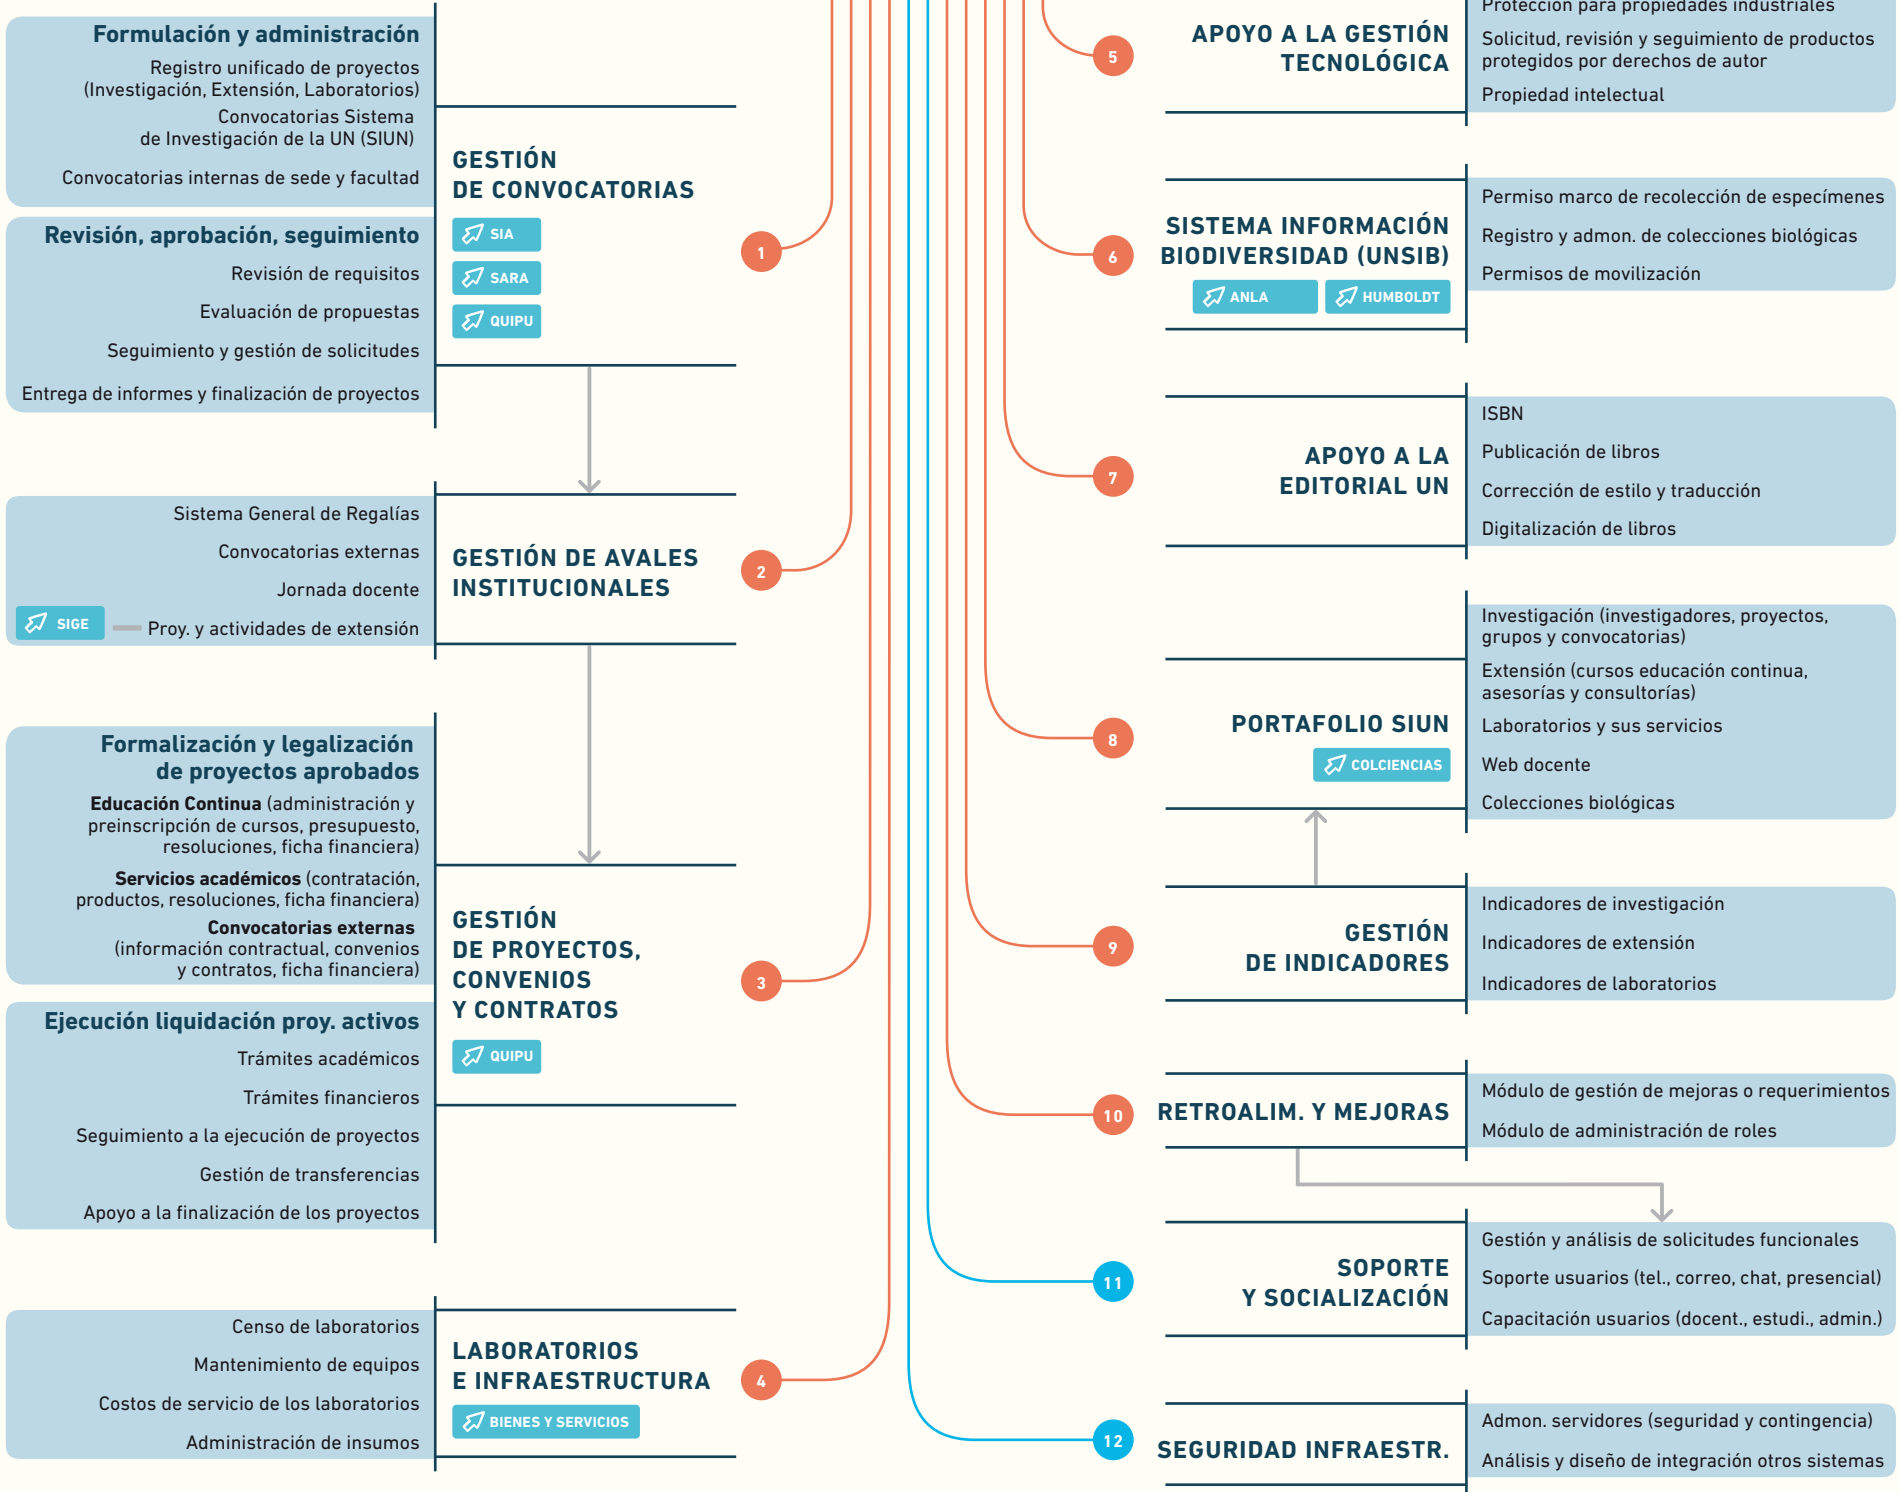 Formulación y administración
Registro unificado de proyectos
(Investigación, Extensión, Laboratorios)
Convocatorias Sistema
de Investigación de la UN (SIUN)
Convocatorias internas de sede y facultad
Revisión, aprobación, seguimiento
Revisión de requisitos
Evaluación de propuestas
Seguimiento y gestión de solicitudes
Entrega de informes y finalización de proyectos
GESTIÓN
DE CONVOCATORIAS
SIA
SARA
QUIPU
1
Sistema General de Regalías
Convocatorias externas
Jornada docente
SIGE
Proy. y actividades de extensión
GESTIÓN DE AVALES
INSTITUCIONALES
2
Formalización y legalización
de proyectos aprobados
Educación Continua (administración y
preinscripción de cursos, presupuesto,
resoluciones, ficha financiera)
Servicios académicos (contratación,
productos, resoluciones, ficha financiera)
Convocatorias externas
(información contractual, convenios
y contratos, ficha financiera)
Ejecución liquidación proy. activos
Trámites académicos
Trámites financieros
Seguimiento a la ejecución de proyectos
Gestión de transferencias
Apoyo a la finalización de los proyectos
GESTIÓN
DE PROYECTOS,
CONVENIOS
Y CONTRATOS
QUIPU
3
Censo de laboratorios
Mantenimiento de equipos
Costos de servicio de los laboratorios
Administración de insumos
LABORATORIOS
E INFRAESTRUCTURA
BIENES Y SERVICIOS
4
5
APOYO A LA GESTIÓN
TECNOLÓGICA
Protección para propiedades industriales
Solicitud, revisión y seguimiento de productos
protegidos por derechos de autor
Propiedad intelectual
6
SISTEMA INFORMACIÓN
BIODIVERSIDAD (UNSIB)
ANLA
HUMBOLDT
Permiso marco de recolección de especímenes
Registro y admon. de colecciones biológicas
Permisos de movilización
7
APOYO A LA
EDITORIAL UN
ISBN
Publicación de libros
Corrección de estilo y traducción
Digitalización de libros
8
PORTAFOLIO SIUN
COLCIENCIAS
Investigación (investigadores, proyectos,
grupos y convocatorias)
Extensión (cursos educación continua,
asesorías y consultorías)
Laboratorios y sus servicios
Web docente
Colecciones biológicas
9
GESTIÓN
DE INDICADORES
Indicadores de investigación
Indicadores de extensión
Indicadores de laboratorios
10
RETROALIM. Y MEJORAS
Módulo de gestión de mejoras o requerimientos
Módulo de administración de roles
11
SOPORTE
Y SOCIALIZACIÓN
Gestión y análisis de solicitudes funcionales
Soporte usuarios (tel., correo, chat, presencial)
Capacitación usuarios (docent., estudi., admin.)
12
SEGURIDAD INFRAESTR.
Admon. servidores (seguridad y contingencia)
Análisis y diseño de integración otros sistemas